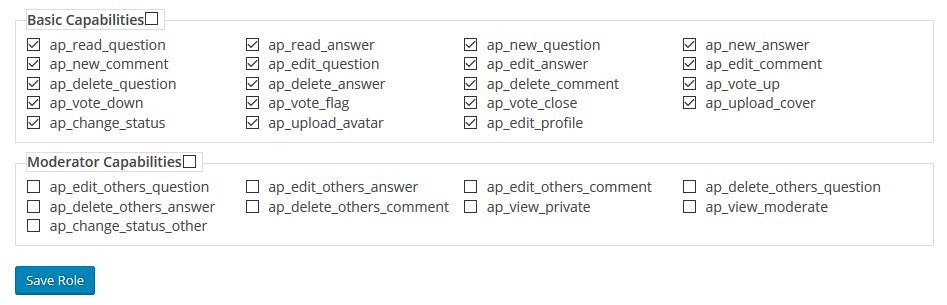 Basic Capabilities
ap_read_question ap_read_answer ap_new_question ap_new_answer
ap_new_comment ap_edit_question ap_edit_answer ap_edit_comment
ap_delete_question ap_delete_answer ap_delete_comment ap_vote_up
ap_vote_down ap_vote_flag ap_vote_close ap_upload_cover
ap_change_status ap_upload_avatar ap_edit_profile
Moderator Capabilities
ap_edit_others_question ap_edit_others_answer ap_edit_others_comment ap_delete_others_question
ap_delete_others_answer ap_delete_others_comment ap_view_private ap_view_moderate
ap_change_status_other
Save Role